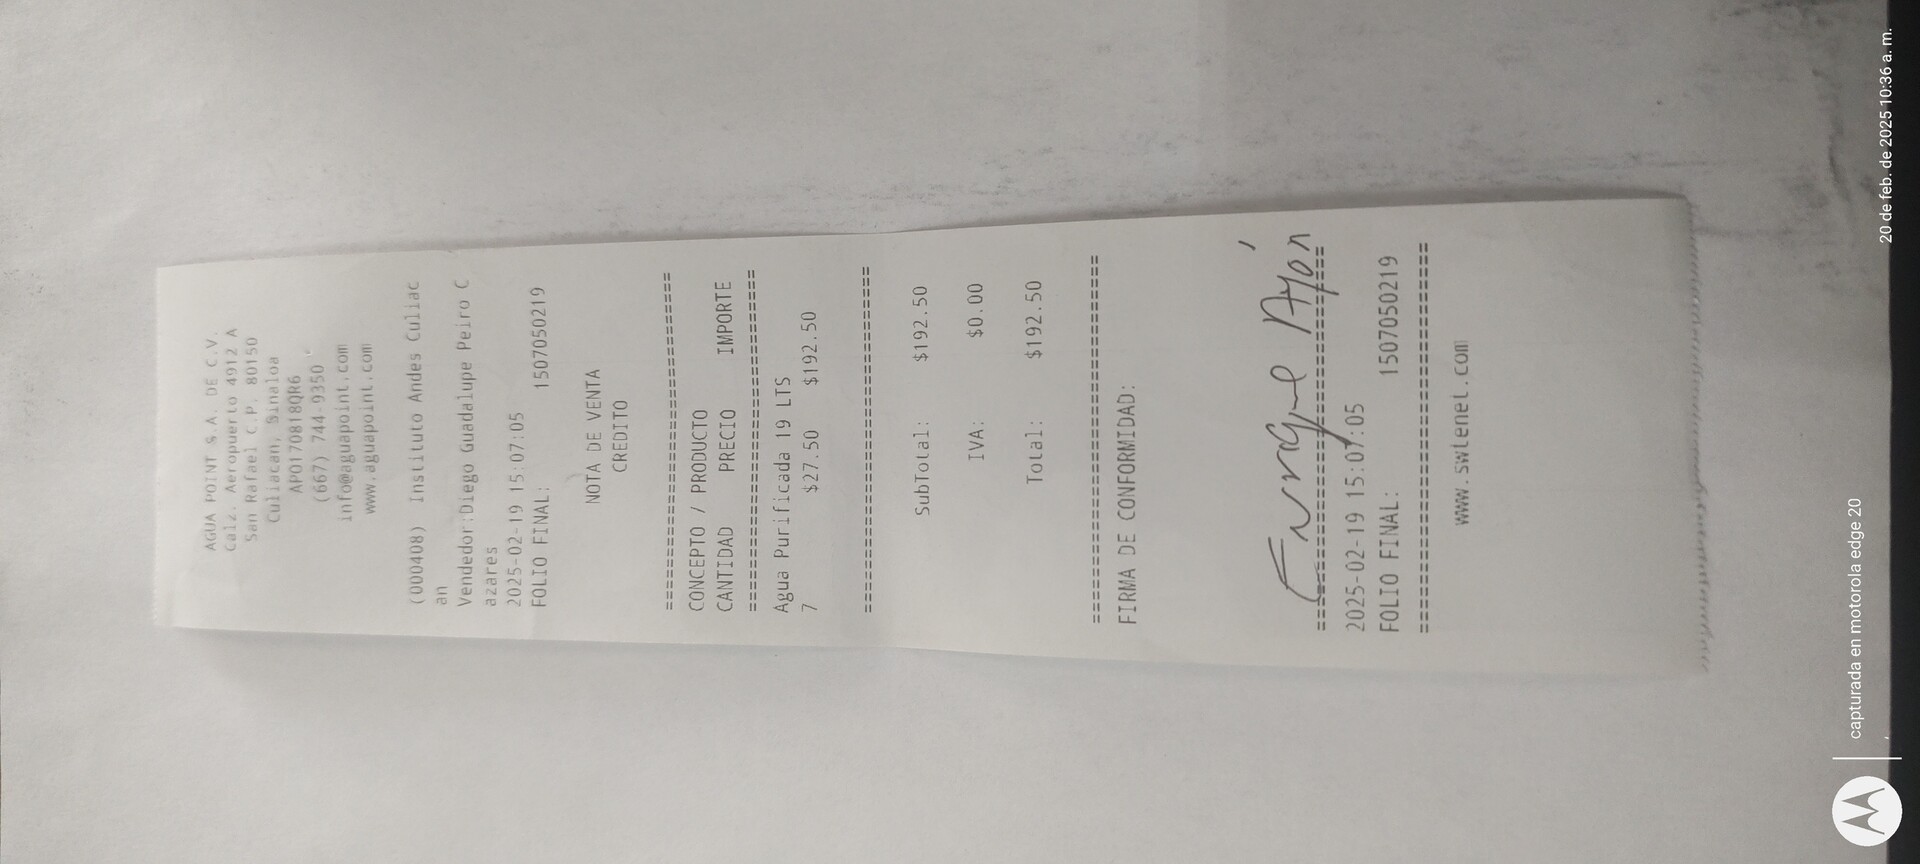 AGUA POINT S.A. DE C.V.
Calz. Aeropuerto 4912 A
San Rafael C.P. 80150
Culiacan, Sinaloa
APO170818QR6
(667) 744-9350
info@aguapoint.com
www.aguapoint.com
(000408) Instituto Andes Culiac
an
Vendedor:Diego Guadalupe Peiro C
azares
2025-02-19 15:07:05
FOLIO FINAL: 1507050219
NOTA DE VENTA
CREDITO
================================
CONCEPTO / PRODUCTO
CANTIDAD PRECIO IMPORTE
================================
Agua Purificada 19 LTS
7 $27.50 $192.50
================================
SubTotal: $192.50
IVA: $0.00
Total: $192.50
================================
FIRMA DE CONFORMIDAD:
Enrique Ayón
================================
2025-02-19 15:07:05
FOLIO FINAL: 1507050219
================================
www.swtenet.com
capturada en motorola edge 20
20 de feb. de 2025 10:36 a. m.